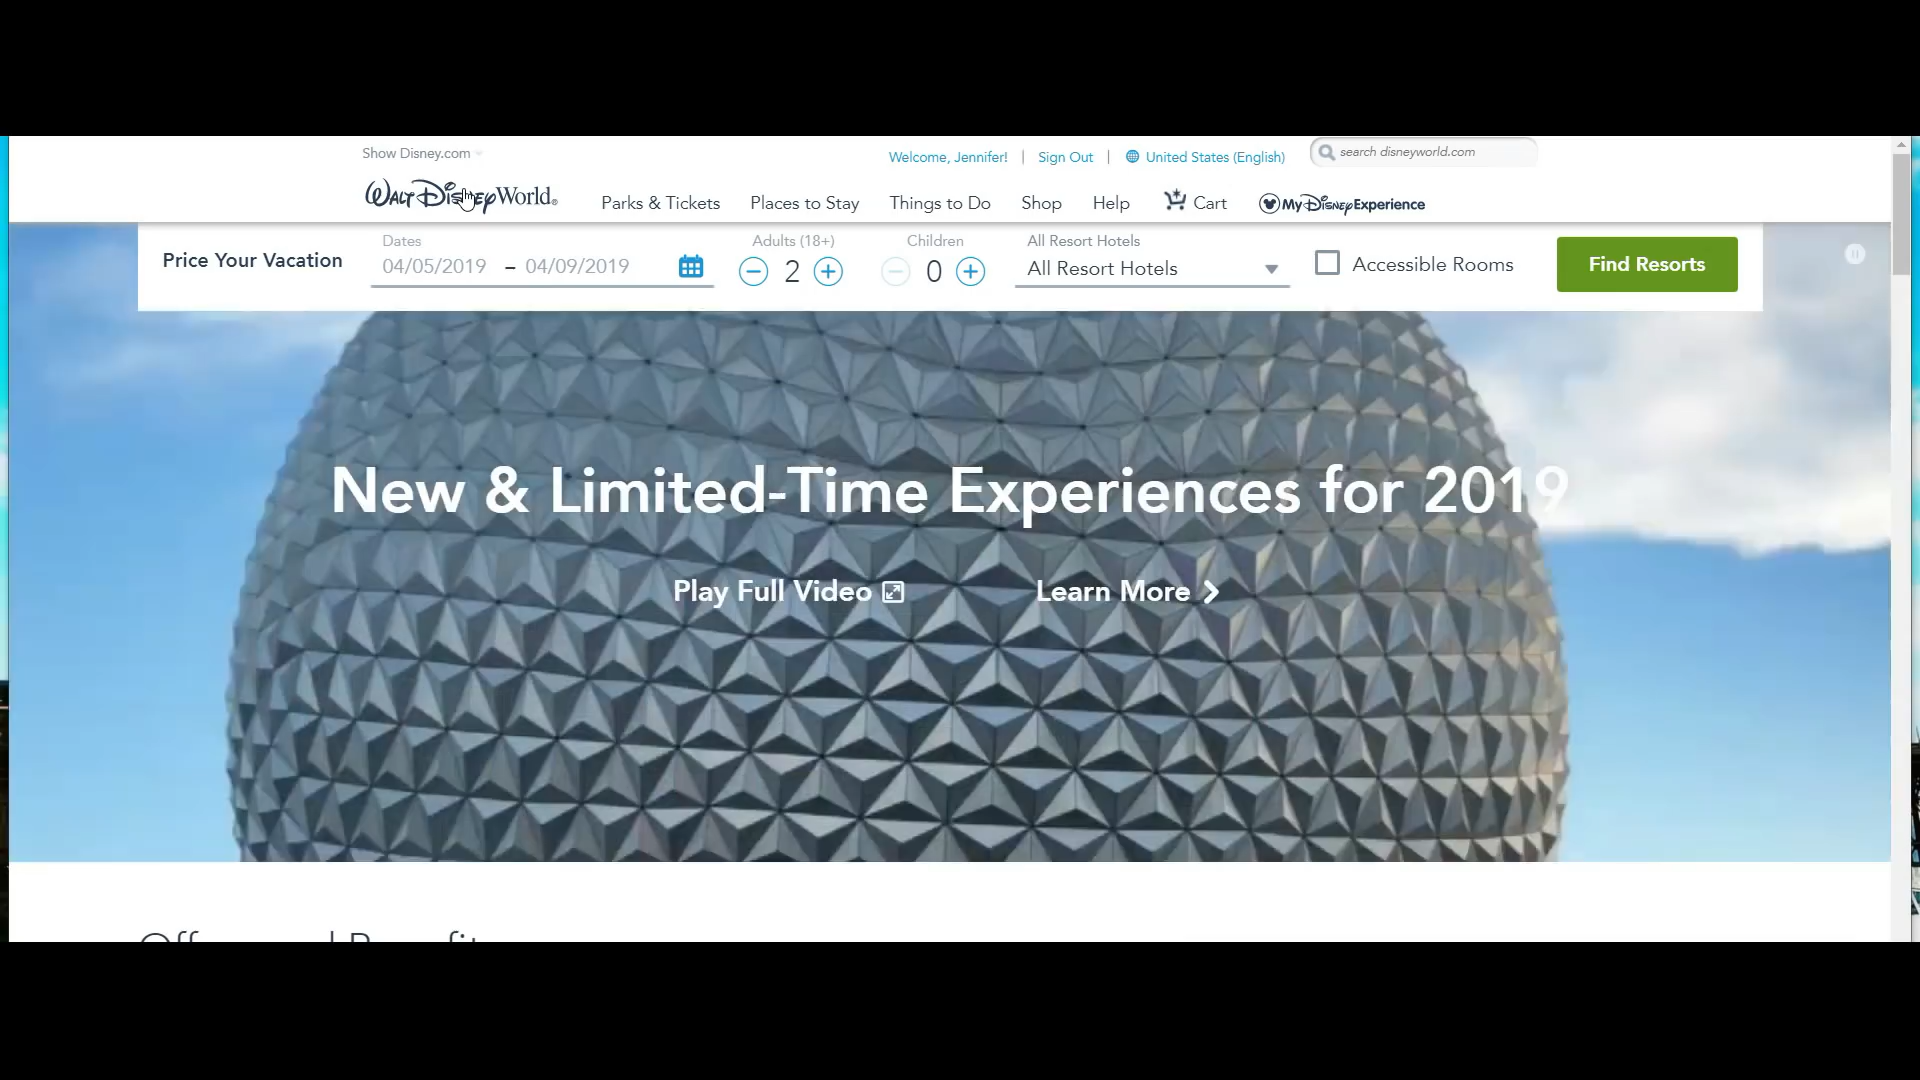 Show Disney.com
Welcome, Jennifer! | Sign Out | United States (English)
search disneyworld.com
Walt Disney World®
Parks & Tickets
Places to Stay
Things to Do
Shop
Help
Cart
My Disney Experience
Price Your Vacation
Dates
04/05/2019 – 04/09/2019
Adults (18+)
2
Children
0
All Resort Hotels
All Resort Hotels
Accessible Rooms
Find Resorts
New & Limited-Time Experiences for 2019
Play Full Video
Learn More